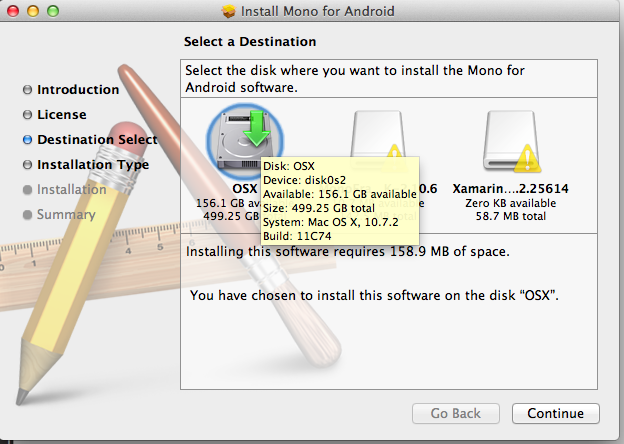 Install Mono for Android
Select a Destination
Introduction
License
Destination Select
Installation Type
Installation
Summary
Select the disk where you want to install the Mono for
Android software.
OSX
156.1 GB
499.25 G
Disk: OSX
Device: disk0s2
Available: 156.1 GB available
Size: 499.25 GB total
System: Mac OS X, 10.7.2
Build: 11C74
0.6
Xamarin...2.25614
Zero KB available
58.7 MB total
Installing this software requires 158.9 MB of space.
You have chosen to install this software on the disk “OSX”.
Go Back
Continue